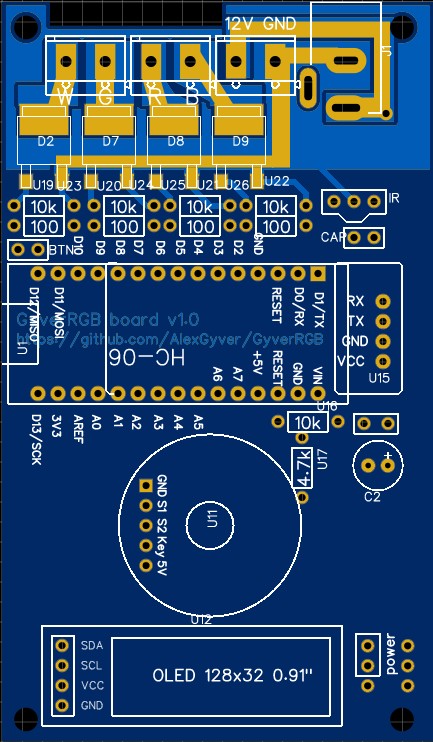 GND
VCC
SCL
SDA
OLED 128x32 0.91"
U12
power
GND S1 S2 Key 5V
U11
4.7k
U17
10k
C2
+
U1
D13/SCK
3V3
AREF
A0
A1
A2
A3
A4
A5
A6
A7
+5V
RESET
GND
VIN
D12/MISO
D11/MOSI
D10
D9
D8
D7
D6
D5
D4
D3
D2
GND
RESET
D0/RX
D1/TX
HC-06
GyverRGB board v1.0
https://github.com/AlexGyver/GyverRGB
VCC
GND
TX
RX
U15
BTN
CAP
IR
100
10k
100
10k
100
10k
100
10k
U19
U23
U20
U24
U25
U21
U26
U22
D2
D7
D8
D9
W
G
R
B
12V GND
J1